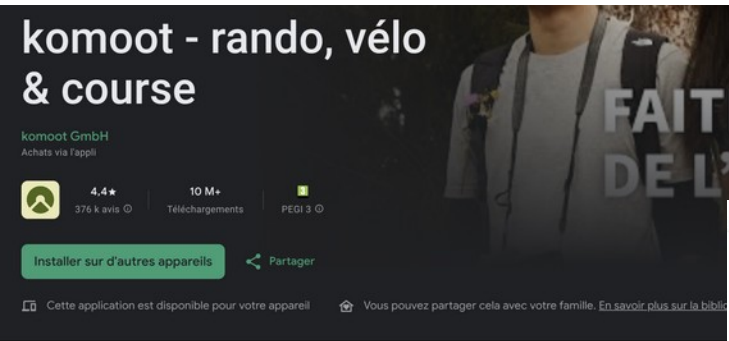 komoot - rando, vélo
& course
FAIT
DE L'
komoot GmbH
Achats via l'appli
4,4★
376 k avis
10 M+
Téléchargements
3
PEGI 3
Installer sur d'autres appareils
Partager
Cette application est disponible pour votre appareil
Vous pouvez partager cela avec votre famille. En savoir plus sur la